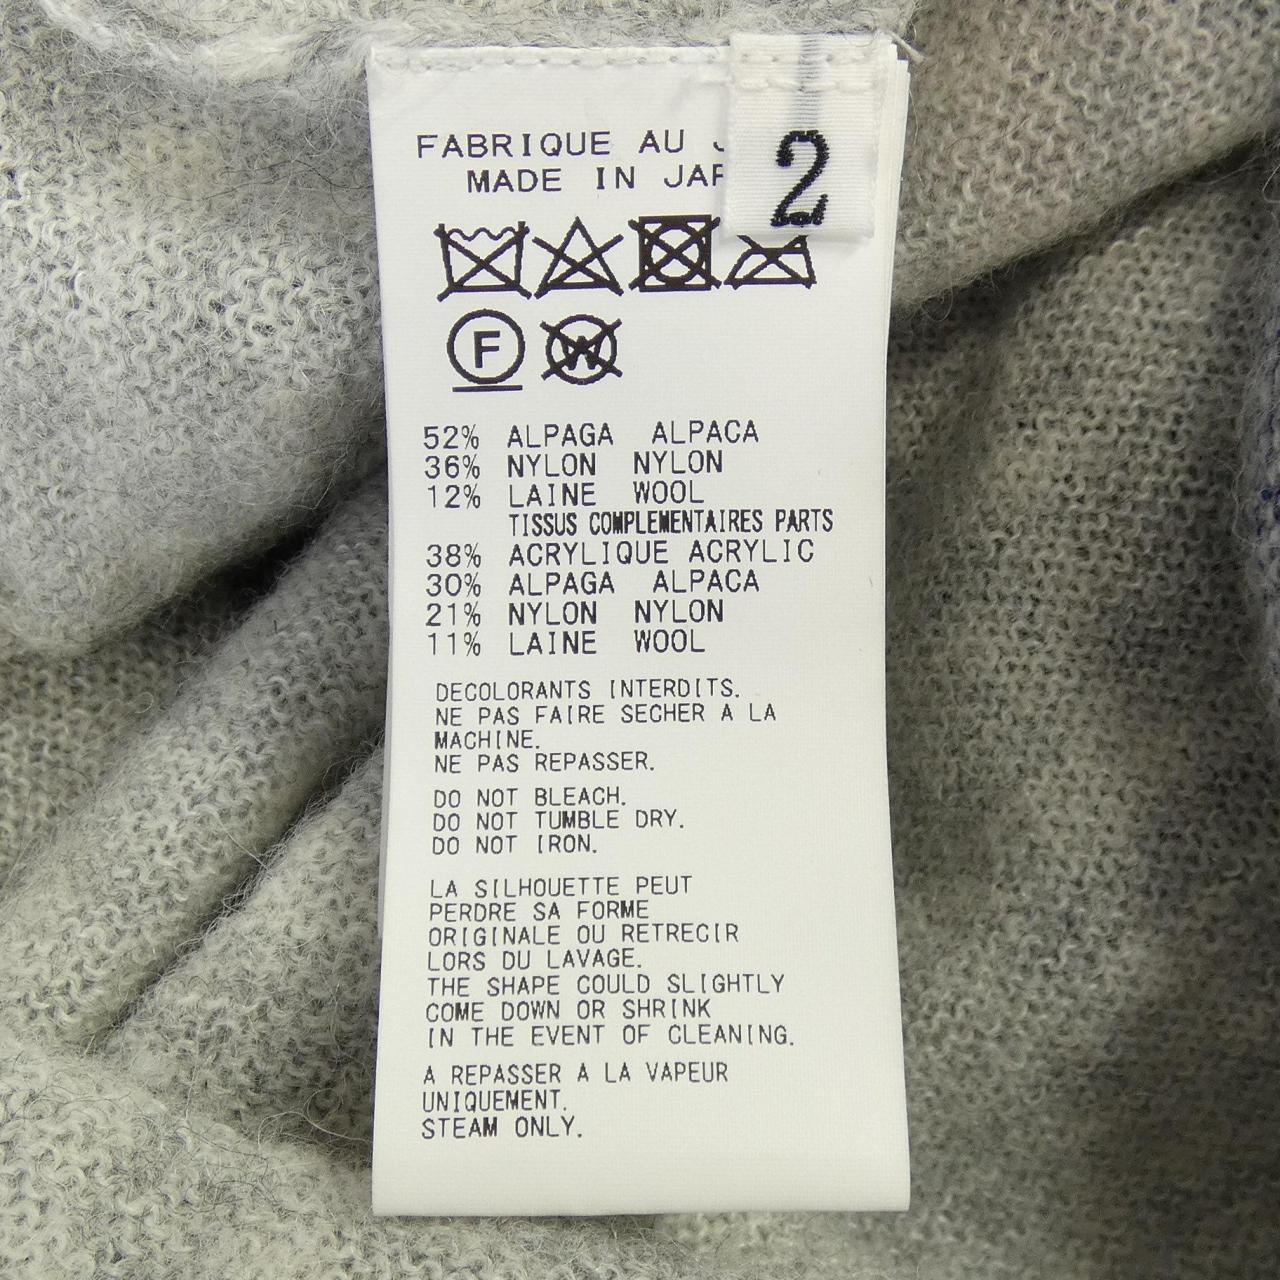 FABRIQUE AU
2
MADE IN
F
W
52% ALPAGA ALPACA
36% NYLON NYLON
12% LAINE WOOL
TISSUS COMPLEMENTAIRES PARTS
38% ACRYLIQUE ACRYLIC
30% ALPAGA ALPACA
21% NYLON NYLON
11% LAINE WOOL
DECOLORANTS INTERDITS.
NE PAS FAIRE SECHER A LA
MACHINE.
NE PAS REPASSER.
DO NOT BLEACH.
DO NOT TUMBLE DRY.
DO NOT IRON.
LA SILHOUETTE PEUT
PERDRE SA FORME
ORIGINALE OU RETRECIR
LORS DU LAVAGE.
THE SHAPE COULD SLIGHTLY
COME DOWN OR SHRINK
IN THE EVENT OF CLEANING.
A REPASSER A LA VAPEUR
UNIQUEMENT.
STEAM ONLY.